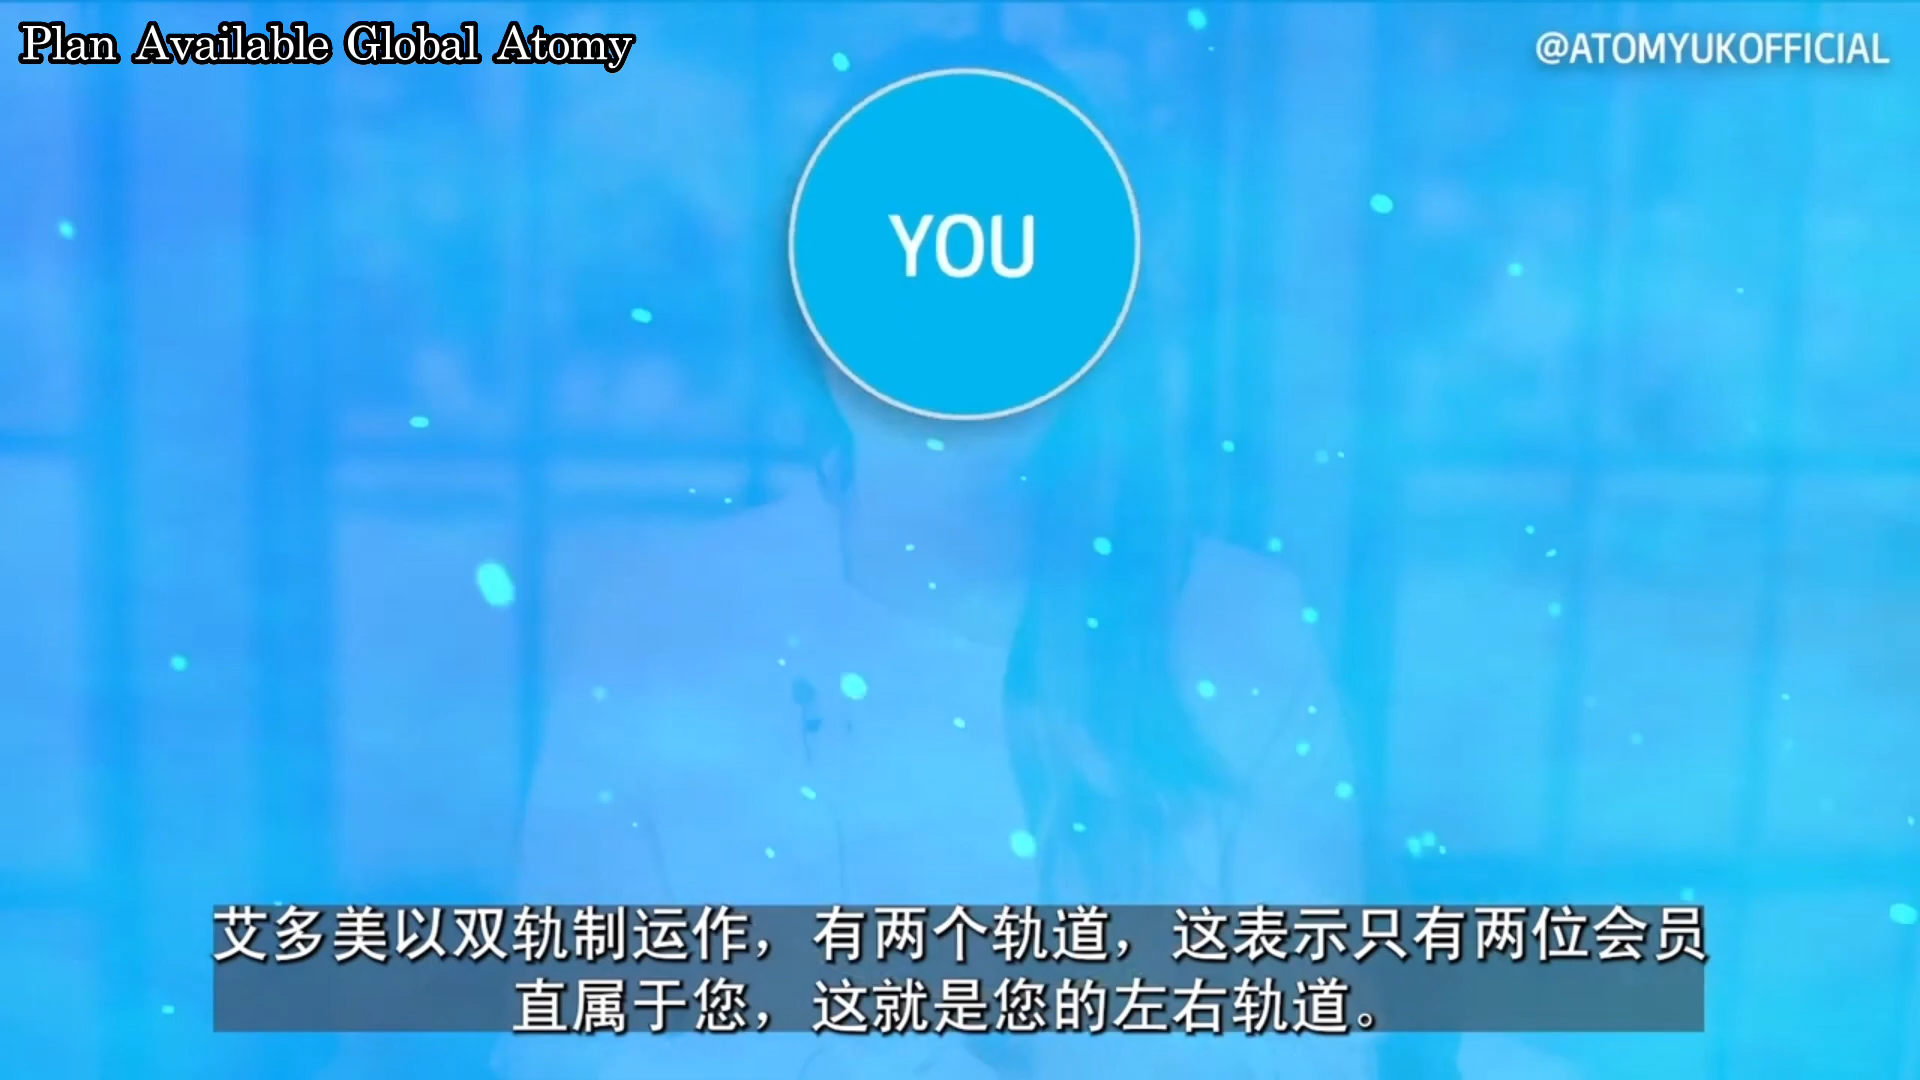 Plan Available Global Atomy
@ATOMYUKOFFICIAL
YOU
艾多美以双轨制运作，有两个轨道，这表示只有两位会员
直属于您，这就是您的左右轨道。